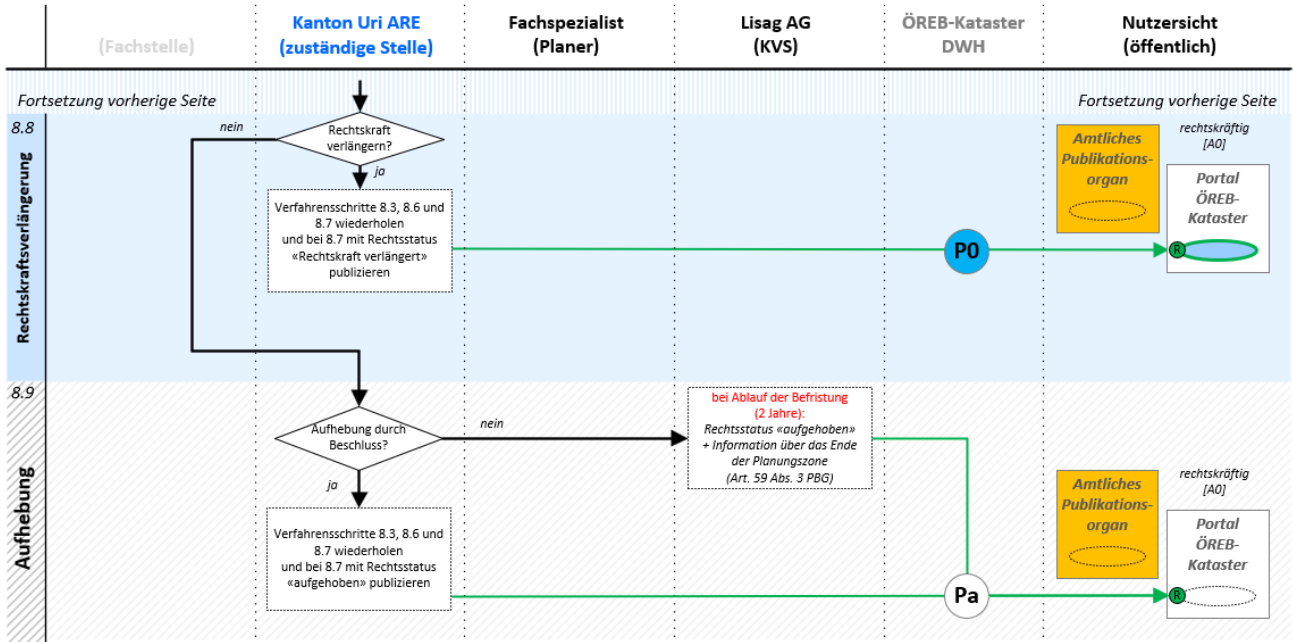 (Fachstelle)
Kanton Uri ARE
(zuständige Stelle)
Fachspezialist
(Planer)
Lisag AG
(KVS)
ÖREB-Kataster
DWH
Nutzersicht
(öffentlich)
Fortsetzung vorherige Seite
Fortsetzung vorherige Seite
8.8
Rechtskraftsverlängerung
nein
Rechtskraft
verlängern?
ja
Verfahrensschritte 8.3, 8.6 und
8.7 wiederholen
und bei 8.7 mit Rechtsstatus
«Rechtskraft verlängert»
publizieren
P0
Amtliches
Publikations-
organ
rechtskräftig
[A0]
Portal
ÖREB-
Kataster
R
8.9
Aufhebung
Aufhebung durch
Beschluss?
nein
ja
bei Ablauf der Befristung
(2 Jahre):
Rechtsstatus «aufgehoben»
+ Information über das Ende
der Planungszone
(Art. 59 Abs. 3 PBG)
Verfahrensschritte 8.3, 8.6 und
8.7 wiederholen
und bei 8.7 mit Rechtsstatus
«aufgehoben» publizieren
Pa
Amtliches
Publikations-
organ
rechtskräftig
[A0]
Portal
ÖREB-
Kataster
R